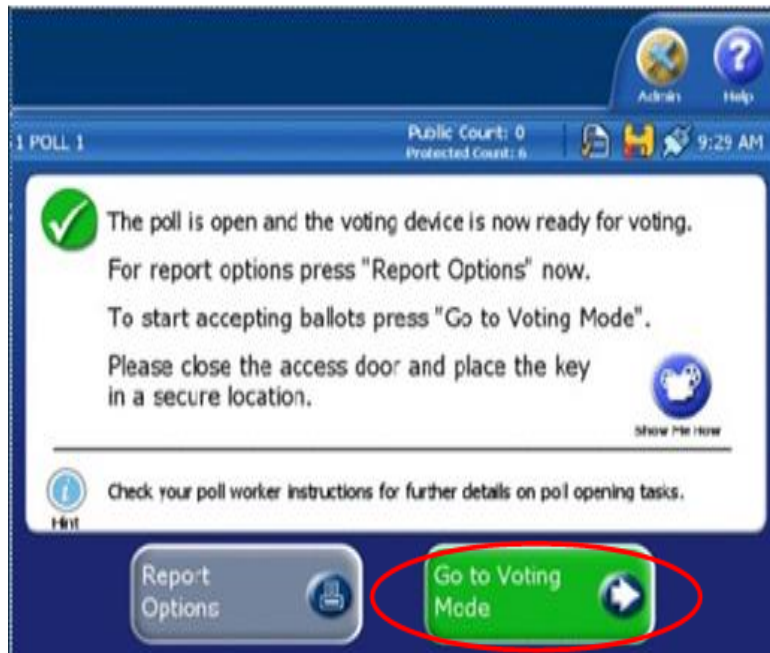 Admin
Help
1 POLL 1
Public Count: 0
Protected Count: 6
9:29 AM
The poll is open and the voting device is now ready for voting.
For report options press "Report Options" now.
To start accepting ballots press "Go to Voting Mode".
Please close the access door and place the key
in a secure location.
Show Me How
Check your poll worker instructions for further details on poll opening tasks.
Hint
Report
Options
Go to Voting
Mode